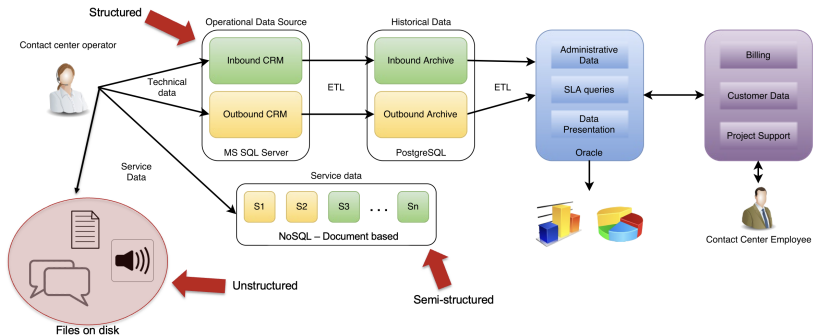 Structured
Operational Data Source
Historical Data
Contact center operator
Inbound CRM
Inbound Archive
Administrative
Data
Billing
Technical
data
ETL
ETL
SLA queries
Customer Data
Outbound CRM
Outbound Archive
Data
Presentation
Project Support
MS SQL Server
PostgreSQL
Oracle
Service
Data
Service data
S1
S2
S3
...
Sn
NoSQL – Document based
Contact Center Employee
Unstructured
Semi-structured
Files on disk